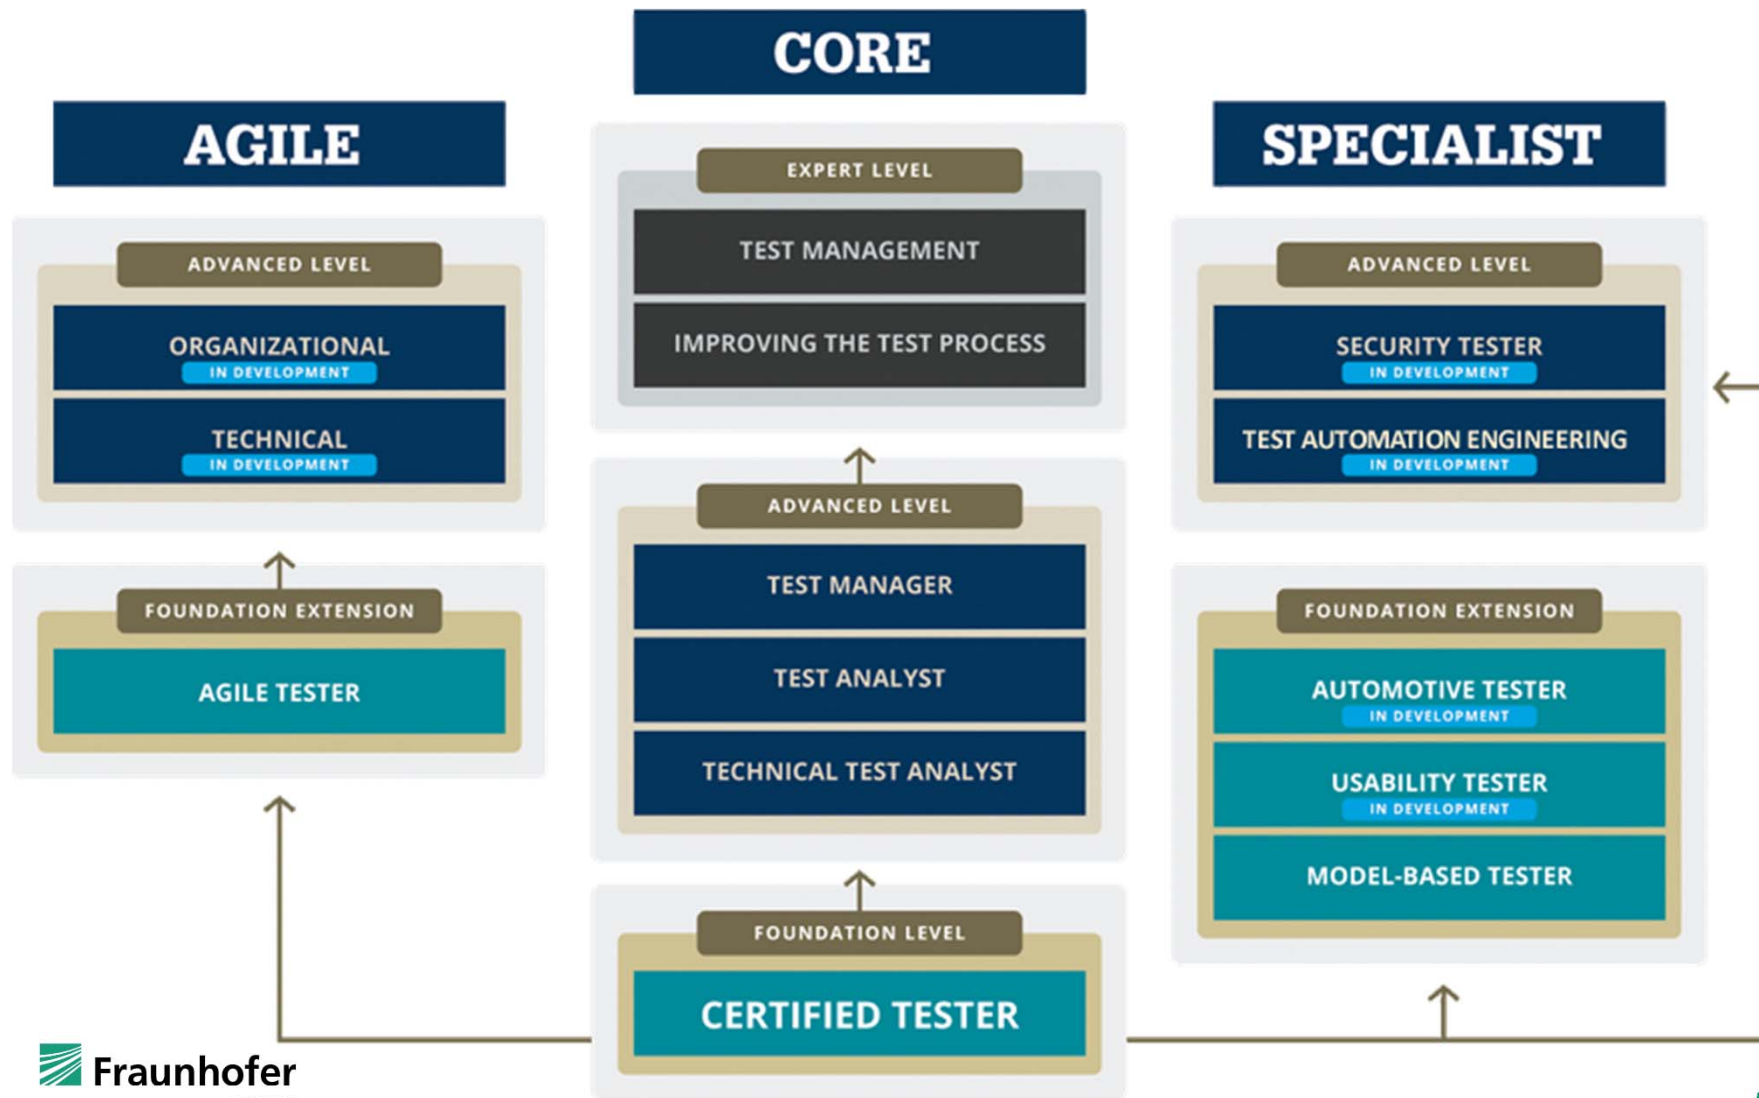 CORE
AGILE
SPECIALIST
EXPERT LEVEL
TEST MANAGEMENT
IMPROVING THE TEST PROCESS
ADVANCED LEVEL
ORGANIZATIONAL
IN DEVELOPMENT
TECHNICAL
IN DEVELOPMENT
ADVANCED LEVEL
SECURITY TESTER
IN DEVELOPMENT
TEST AUTOMATION ENGINEERING
IN DEVELOPMENT
ADVANCED LEVEL
TEST MANAGER
TEST ANALYST
TECHNICAL TEST ANALYST
FOUNDATION EXTENSION
AGILE TESTER
FOUNDATION EXTENSION
AUTOMOTIVE TESTER
IN DEVELOPMENT
USABILITY TESTER
IN DEVELOPMENT
MODEL-BASED TESTER
FOUNDATION LEVEL
CERTIFIED TESTER
Fraunhofer